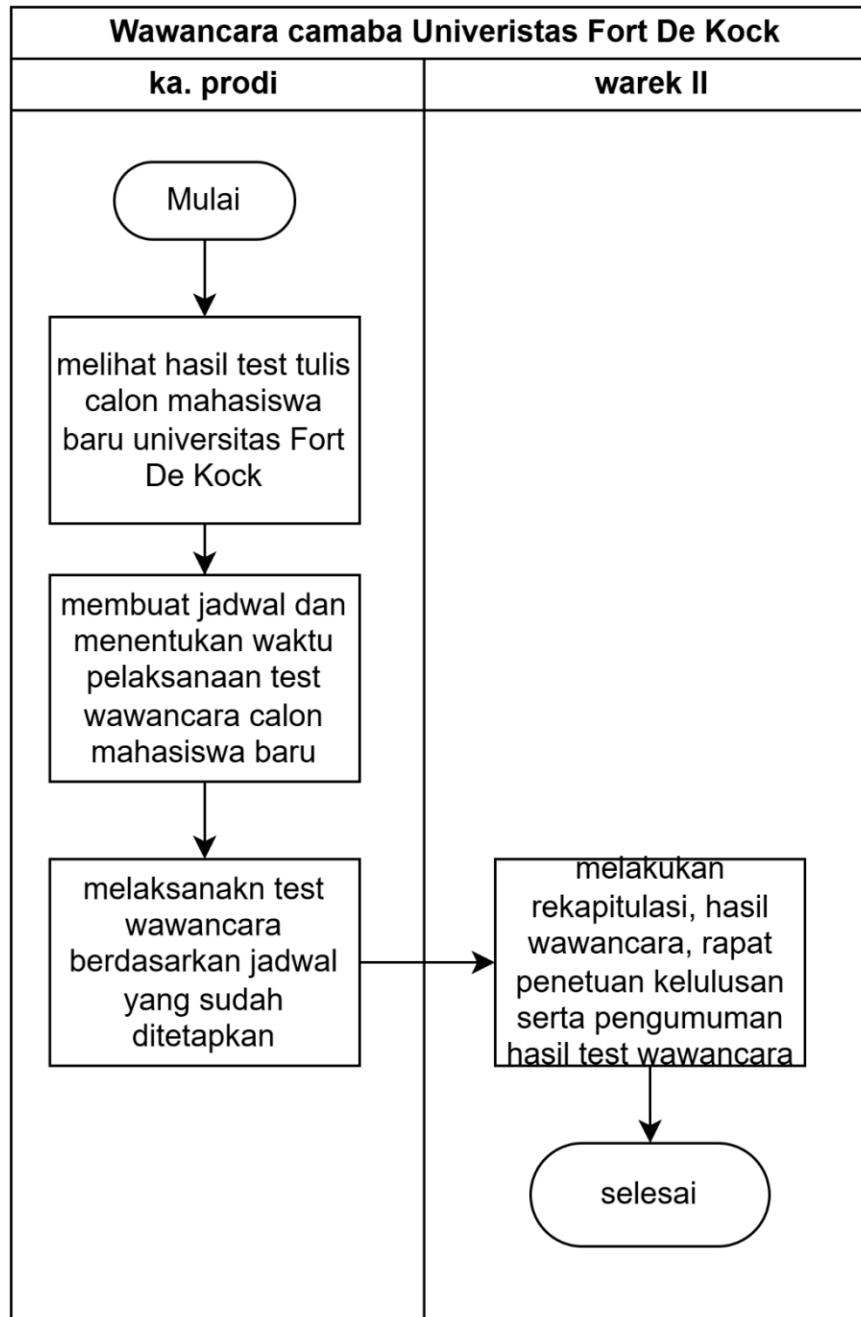 Wawancara camaba Univeristas Fort De Kock
ka. prodi
warek II
Mulai
melihat hasil test tulis
calon mahasiswa
baru universitas Fort
De Kock
membuat jadwal dan
menentukan waktu
pelaksanaan test
wawancara calon
mahasiswa baru
melaksanakn test
wawancara
berdasarkan jadwal
yang sudah
ditetapkan
melakukan
rekapitulasi, hasil
wawancara, rapat
penetuan kelulusan
serta pengumuman
hasil test wawancara
selesai